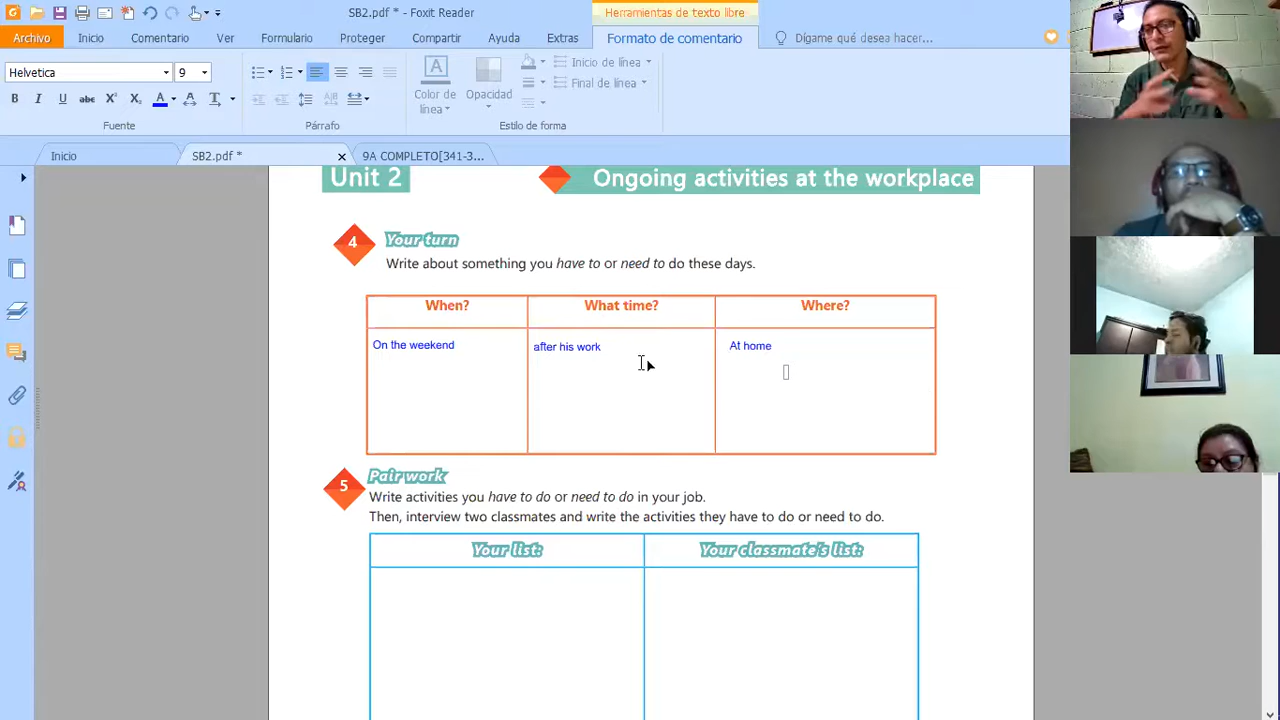 SB2.pdf * - Foxit Reader
Herramientas de texto libre
Archivo
Inicio
Comentario
Ver
Formulario
Proteger
Compartir
Ayuda
Extras
Formato de comentario
Dígame qué desea hacer...
Helvetica
9
Inicio de línea
Final de línea
Color de línea
Opacidad
Fuente
Párrafo
Estilo de forma
Inicio
SB2.pdf *
9A COMPLETO[341-3...
Unit 2
Ongoing activities at the workplace
4
Your turn
Write about something you have to or need to do these days.
When?
What time?
Where?
On the weekend
after his work
At home
5
Pair work
Write activities you have to do or need to do in your job.
Then, interview two classmates and write the activities they have to do or need to do.
Your list:
Your classmate's list: